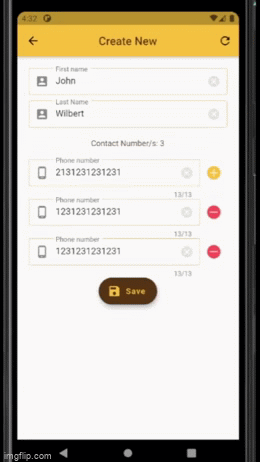 4:32
Create New
First name
John
Last Name
Wilbert
Contact Number/s: 3
Phone number
2131231231231
13/13
Phone number
1231231231231
13/13
Phone number
1231231231231
13/13
Save
imgflip.com